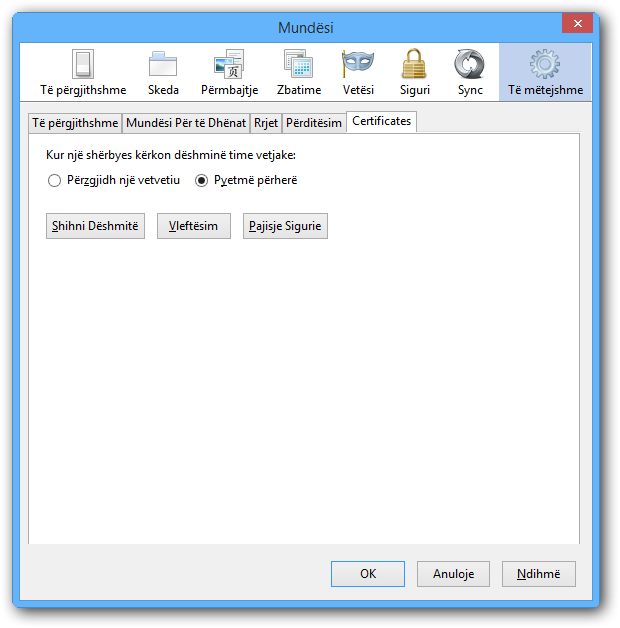 Mundësi
Të përgjithshme Skeda Përmbajtje Zbatime Vetësi Siguri Sync Të mëtejshme
Të përgjithshme Mundësi Për të Dhënat Rrjet Përditësim Certificates
Kur një shërbyes kërkon dëshminë time vetjake:
Përzgjidh një vetvetiu Pyetmë përherë
Shihni Dëshmitë Vleftësim Pajisje Sigurie
OK Anuloje Ndihmë